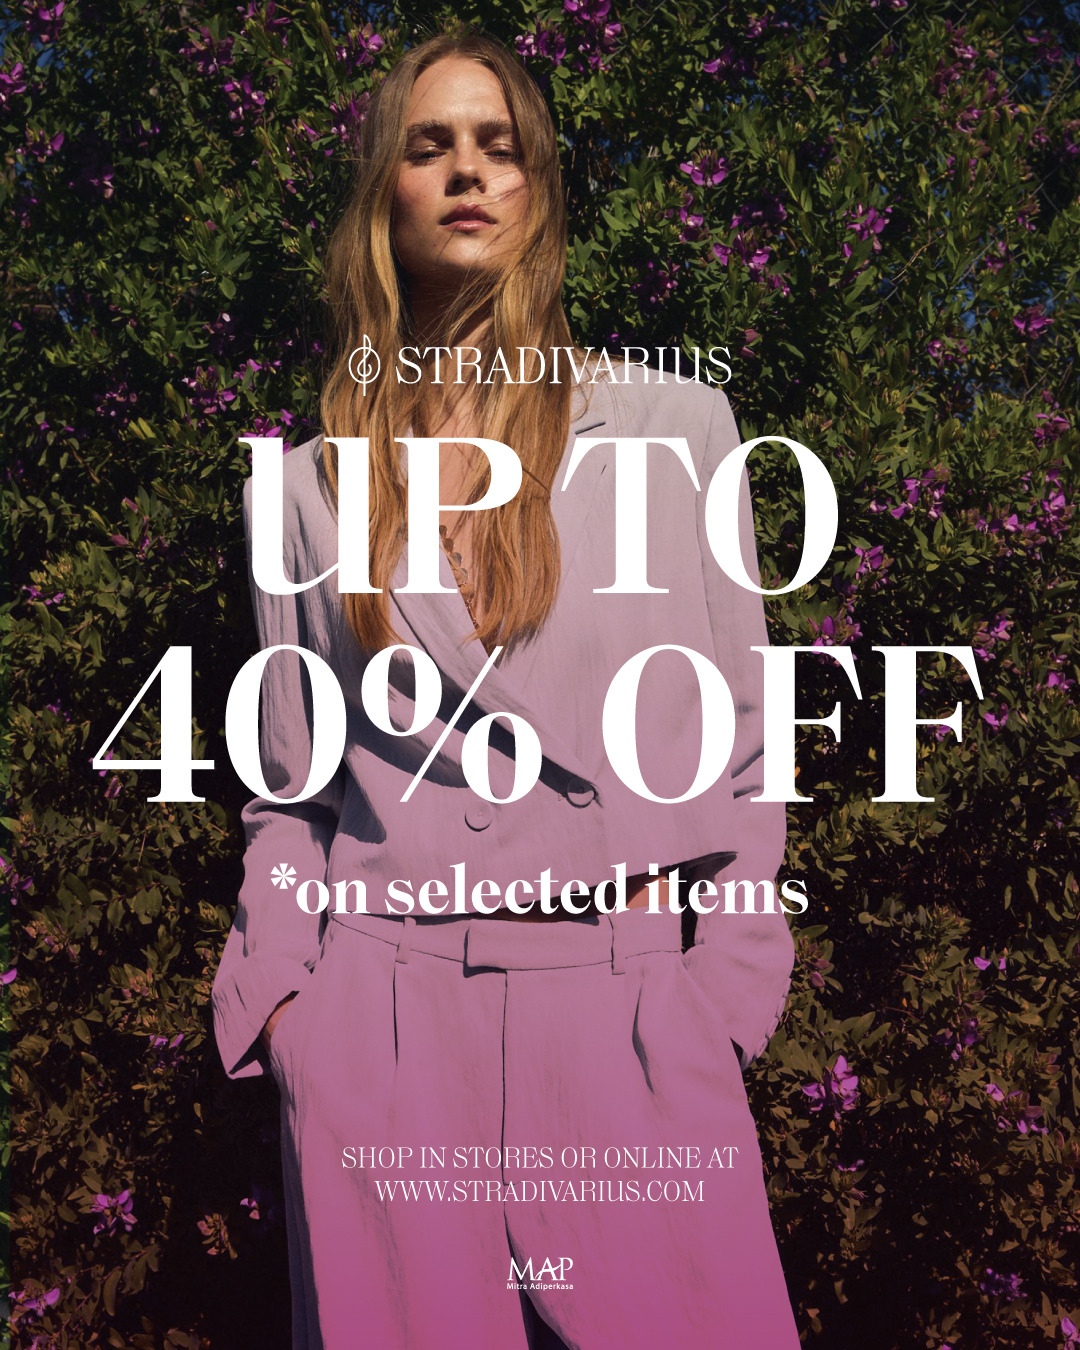 STRADIVARIUS
UP TO
40% OFF
*on selected items
SHOP IN STORES OR ONLINE AT
WWW.STRADIVARIUS.COM
MAP
Mitra Adiperkasa